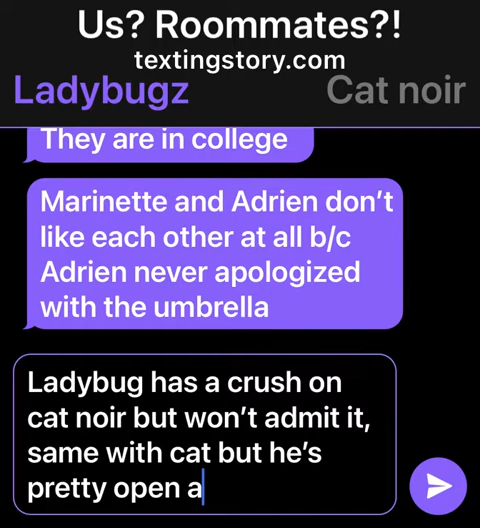 Us? Roommates?!
textingstory.com
Ladybugz
Cat noir
They are in college
Marinette and Adrien don’t
like each other at all b/c
Adrien never apologized
with the umbrella
Ladybug has a crush on
cat noir but won’t admit it,
same with cat but he’s
pretty open a